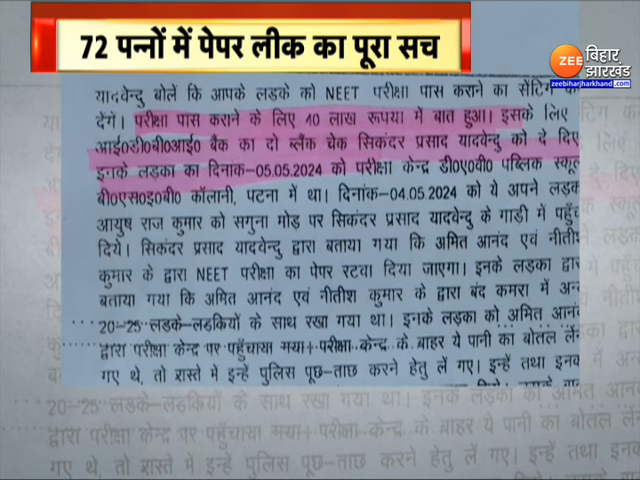 72 पन्नों में पेपर लीक का पूरा सच
ZEE बिहार झारखंड
zeebiharjharkhand.com
यादवेन्दु बोलें कि आपके लड़के को NEET परीक्षा पास कराने का सेटिंग
देंगे। परीक्षा पास कराने के लिए 40 लाख रूपया में बात हुआ। इसके लिए
आई०डी०बी०आई० बैंक का दो ब्लैंक चेक सिकंदर प्रसाद यादवेन्दु को दे दिए
इनके लड़का का दिनांक-05.05.2024 को परीक्षा केन्द्र डी०ए०वी० पब्लिक स्कूल
बी०एस०इ०बी० कॉलानी, पटना में था। दिनांक-04.05.2024 को ये अपने लड़का
आयुष राज कुमार को सगुना मोड़ पर सिकंदर प्रसाद यादवेन्दु के गाड़ी में पहुँचा
दिये। सिकंदर प्रसाद यादवेन्दु द्वारा बताया गया कि अमित आनंद एवं नीतीश
कुमार के द्वारा NEET परीक्षा का पेपर रटवा दिया जाएगा। इनके लड़का द्वारा
बताया गया कि अमित आनंद एवं नीतीश कुमार के द्वारा बंद कमरा में अन्य
20-25 लडके-लडकियों के साथ रखा गया था। इनके लड़का को अमित आनंद
द्वारा परीक्षा केन्द्र पर पहुँचाया गया। परीक्षा केन्द्र के बाहर ये पानी का बोतल लेने
गए थे, तो रास्ते में इन्हें पुलिस पूछ-ताछ करने हेतु लें गए। इन्हें तथा इनके
20-25 लडके-लडकियों के साथ रखा गया था। इनके लड़का को अमित आनंद
द्वारा परीक्षा केन्द्र पर पहुँचाया गया। परीक्षा केन्द्र के बाहर ये पानी का बोतल लेने
गए थे, तो रास्ते में इन्हें पुलिस पूछ-ताछ करने हेतु लें गए। इन्हें तथा इनके